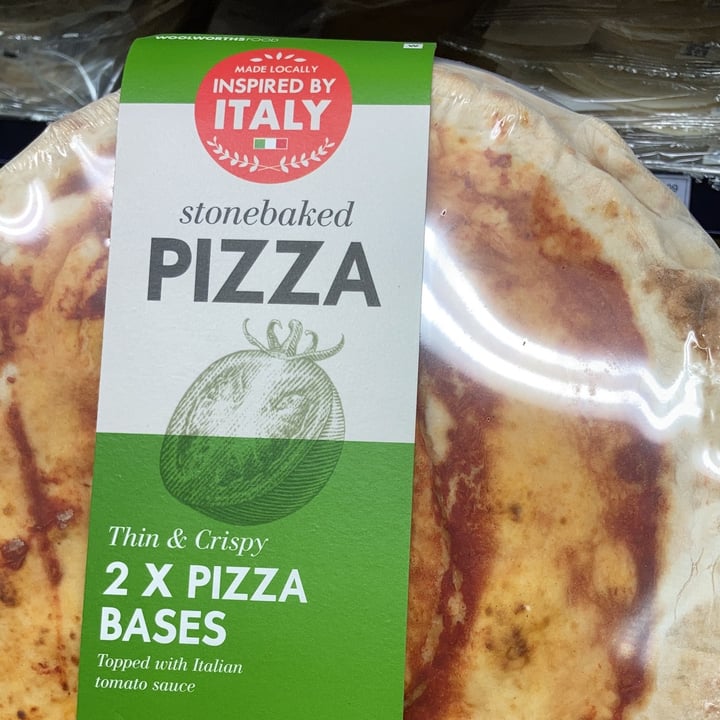 WOOLWORTHS FOOD
W
MADE LOCALLY
INSPIRED BY
ITALY
stonebaked
PIZZA
Thin & Crispy
2 X PIZZA
BASES
Topped with Italian
tomato sauce